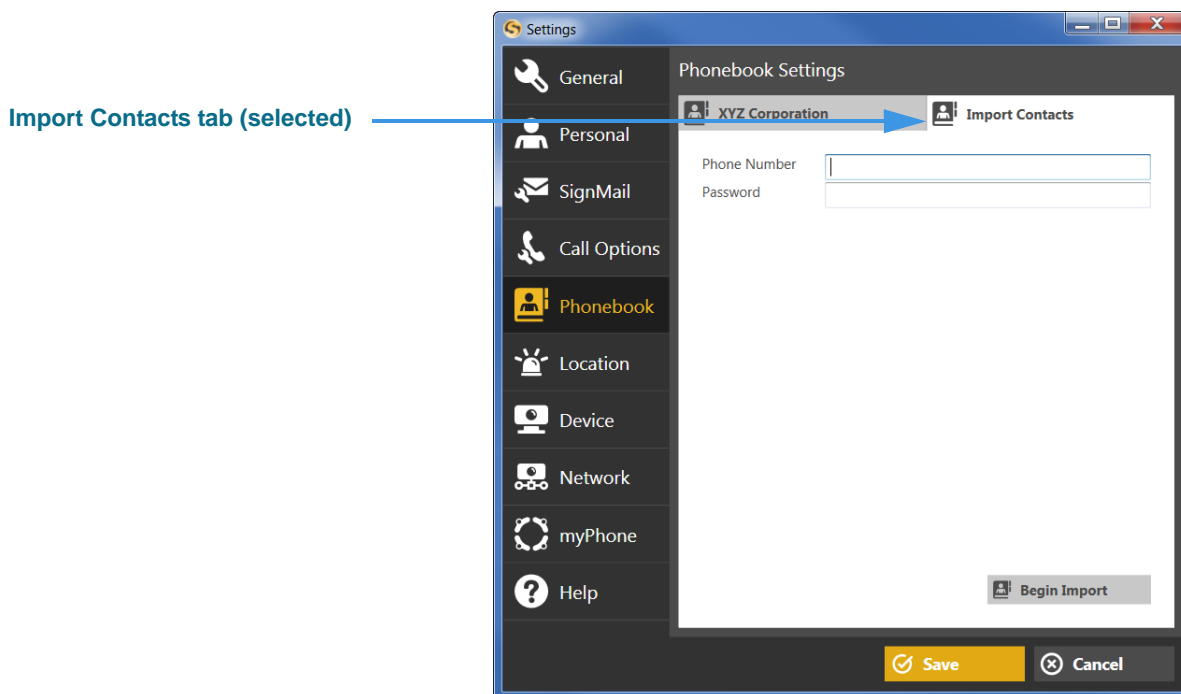 Settings
General
Phonebook Settings
Import Contacts tab (selected)
XYZ Corporation
Import Contacts
Personal
Phone Number
Password
SignMail
Call Options
Phonebook
Location
Device
Network
myPhone
Help
Begin Import
Save
Cancel